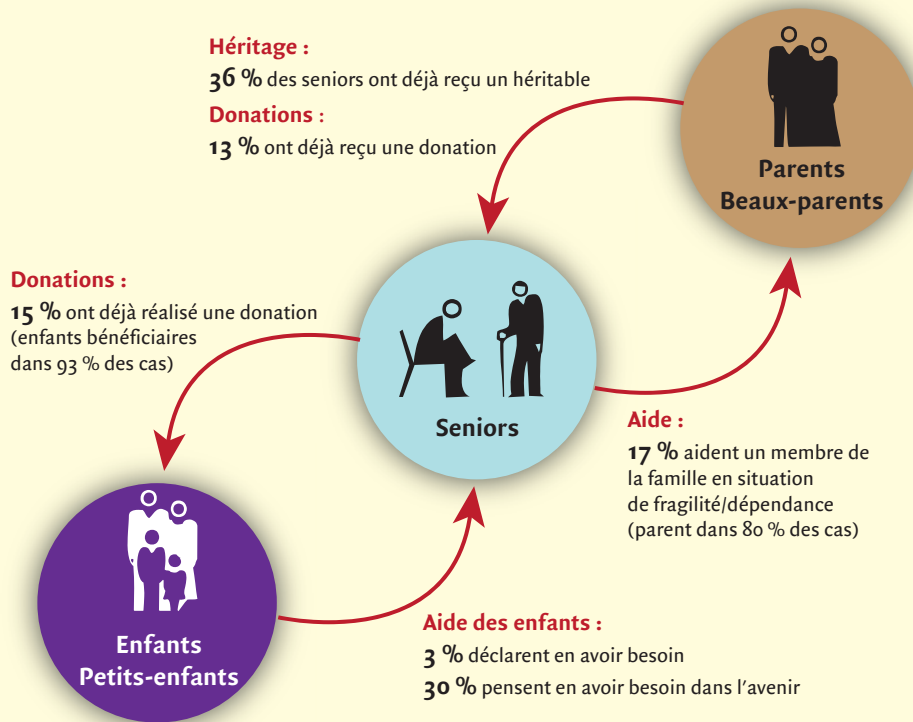 Héritage :
36 % des seniors ont déjà reçu un héritable
Donations :
13 % ont déjà reçu une donation
Parents
Beaux-parents
Donations :
15 % ont déjà réalisé une donation
(enfants bénéficiaires
dans 93 % des cas)
Seniors
Aide :
17 % aident un membre de
la famille en situation
de fragilité/dépendance
(parent dans 80 % des cas)
Enfants
Petits-enfants
Aide des enfants :
3 % déclarent en avoir besoin
30 % pensent en avoir besoin dans l'avenir